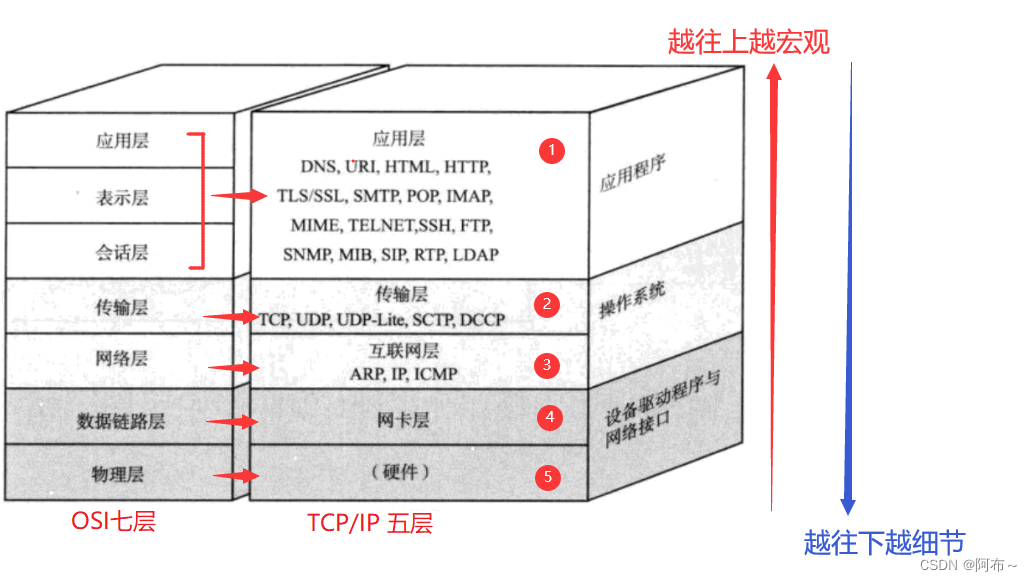 越往上越宏观
应用层
表示层
会话层
传输层
网络层
数据链路层
物理层
OSI七层
应用层
1
DNS, URI, HTML, HTTP,
TLS/SSL, SMTP, POP, IMAP,
MIME, TELNET,SSH, FTP,
SNMP, MIB, SIP, RTP, LDAP
传输层
2
TCP, UDP, UDP-Lite, SCTP, DCCP
互联网层
3
ARP, IP, ICMP
网卡层
4
（硬件）
5
TCP/IP 五层
应用程序
操作系统
设备驱动程序与
网络接口
越往下越细节
CSDN @阿布～